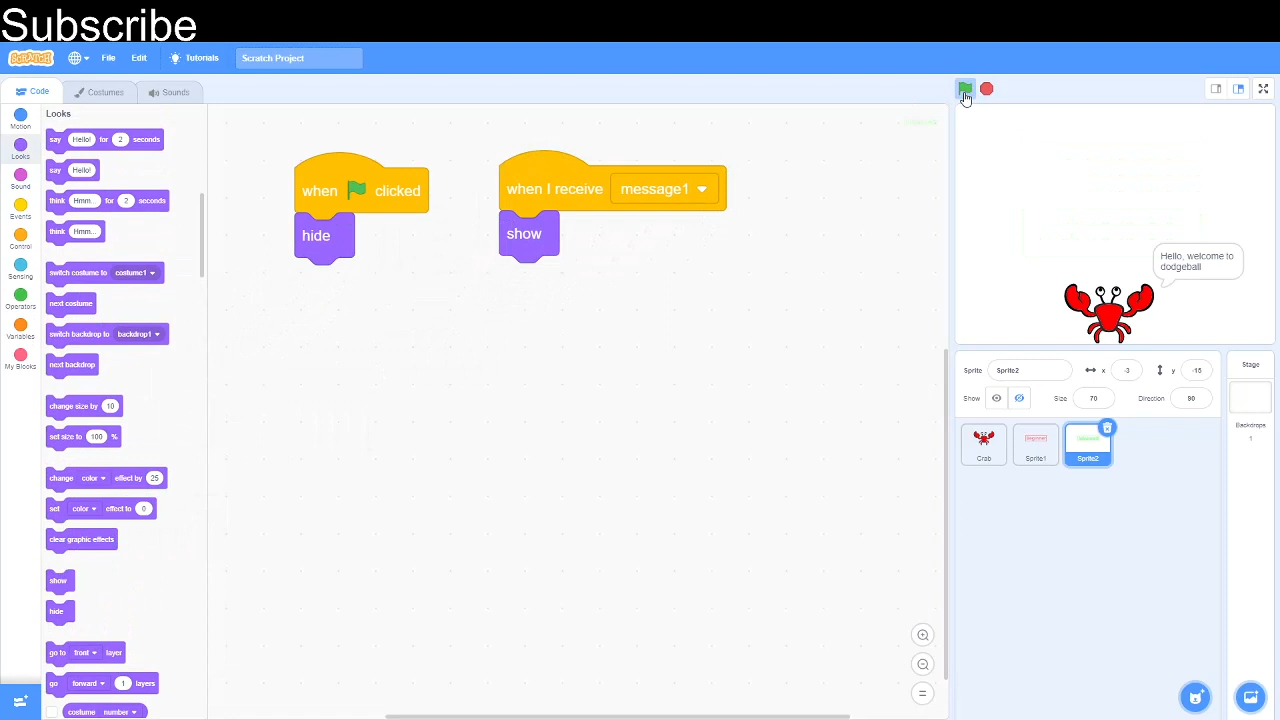 Subscribe
SCRATCH File Edit Tutorials Scratch Project
Code Costumes Sounds
Motion
Looks
Sound
Events
Control
Sensing
Operators
Variables
My Blocks
Looks
say Hello! for 2 seconds
say Hello!
think Hmm... for 2 seconds
think Hmm...
switch costume to costume1
next costume
switch backdrop to backdrop1
next backdrop
change size by 10
set size to 100 %
change color effect by 25
set color effect to 0
clear graphic effects
show
hide
go to front layer
go forward 1 layers
costume number
when clicked
hide
when I receive message1
show
Hello, welcome to
dodgeball
Sprite Sprite2 x -3 y -15
Show Size 70 Direction 90
Crab Sprite1 Sprite2
Stage
Backdrops
1